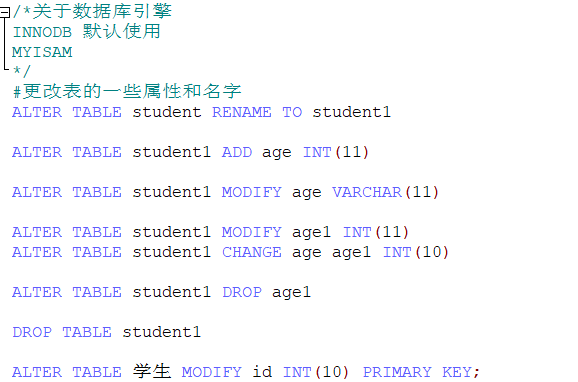 /*关于数据库引擎
INNODB 默认使用
MYISAM
*/
#更改表的一些属性和名字
ALTER TABLE student RENAME TO student1
ALTER TABLE student1 ADD age INT(11)
ALTER TABLE student1 MODIFY age VARCHAR(11)
ALTER TABLE student1 MODIFY age1 INT(11)
ALTER TABLE student1 CHANGE age age1 INT(10)
ALTER TABLE student1 DROP age1
DROP TABLE student1
ALTER TABLE 学生 MODIFY id INT(10) PRIMARY KEY;